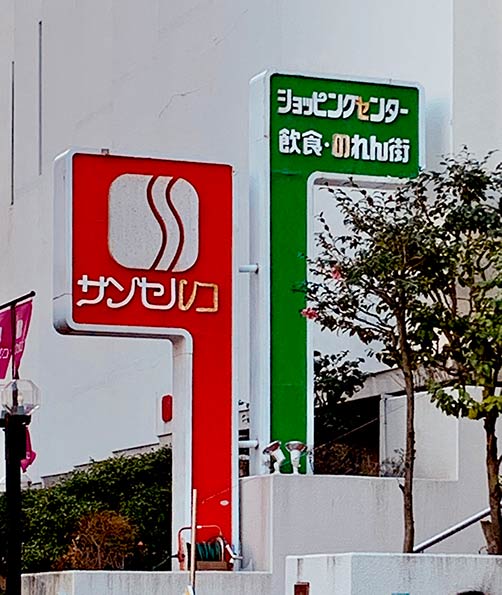 ショッピングセンター
飲食・のれん街
サンセルコ